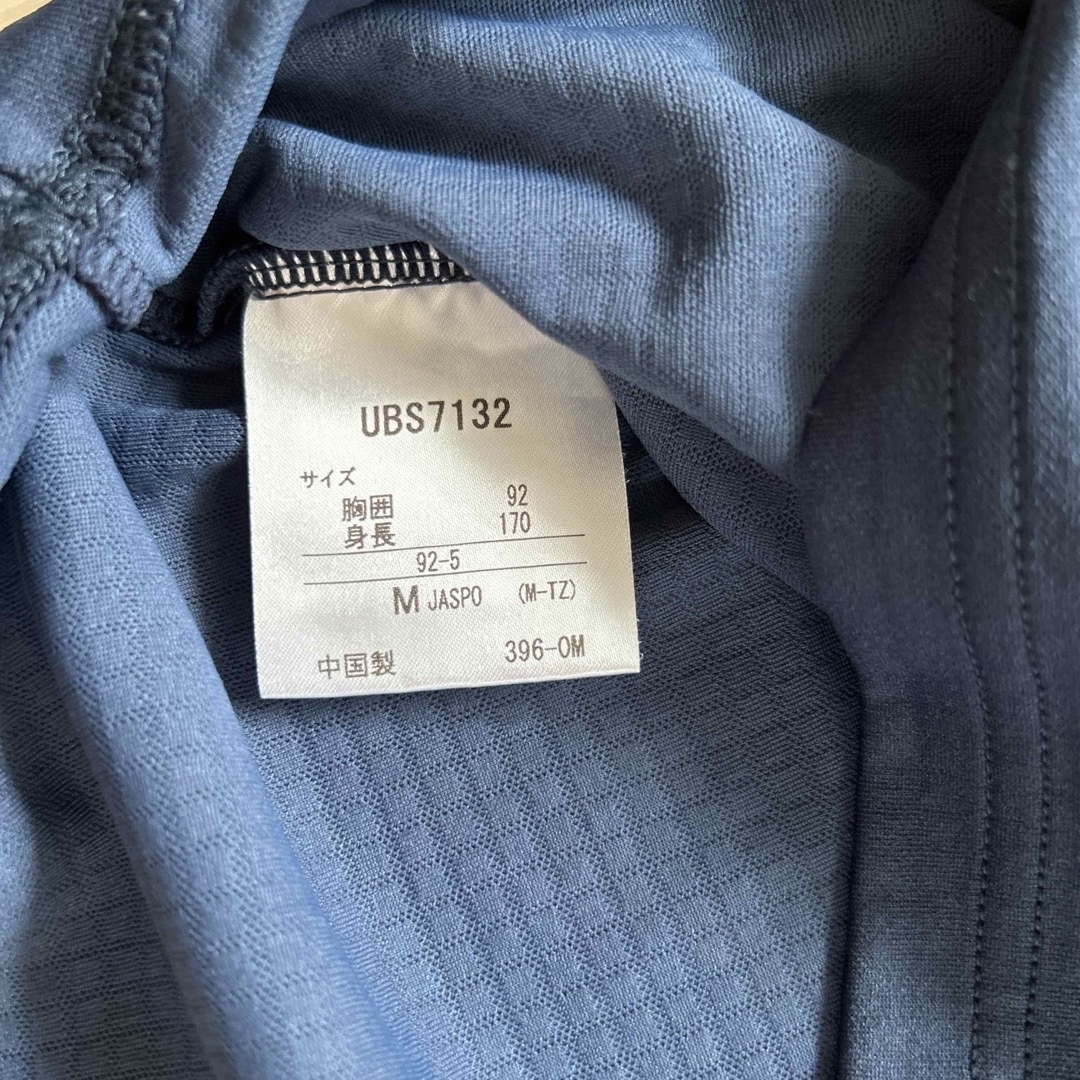 UBS7132
サイズ
胸囲 92
身長 170
92-5
M JASPO (M-TZ)
中国製 396-OM